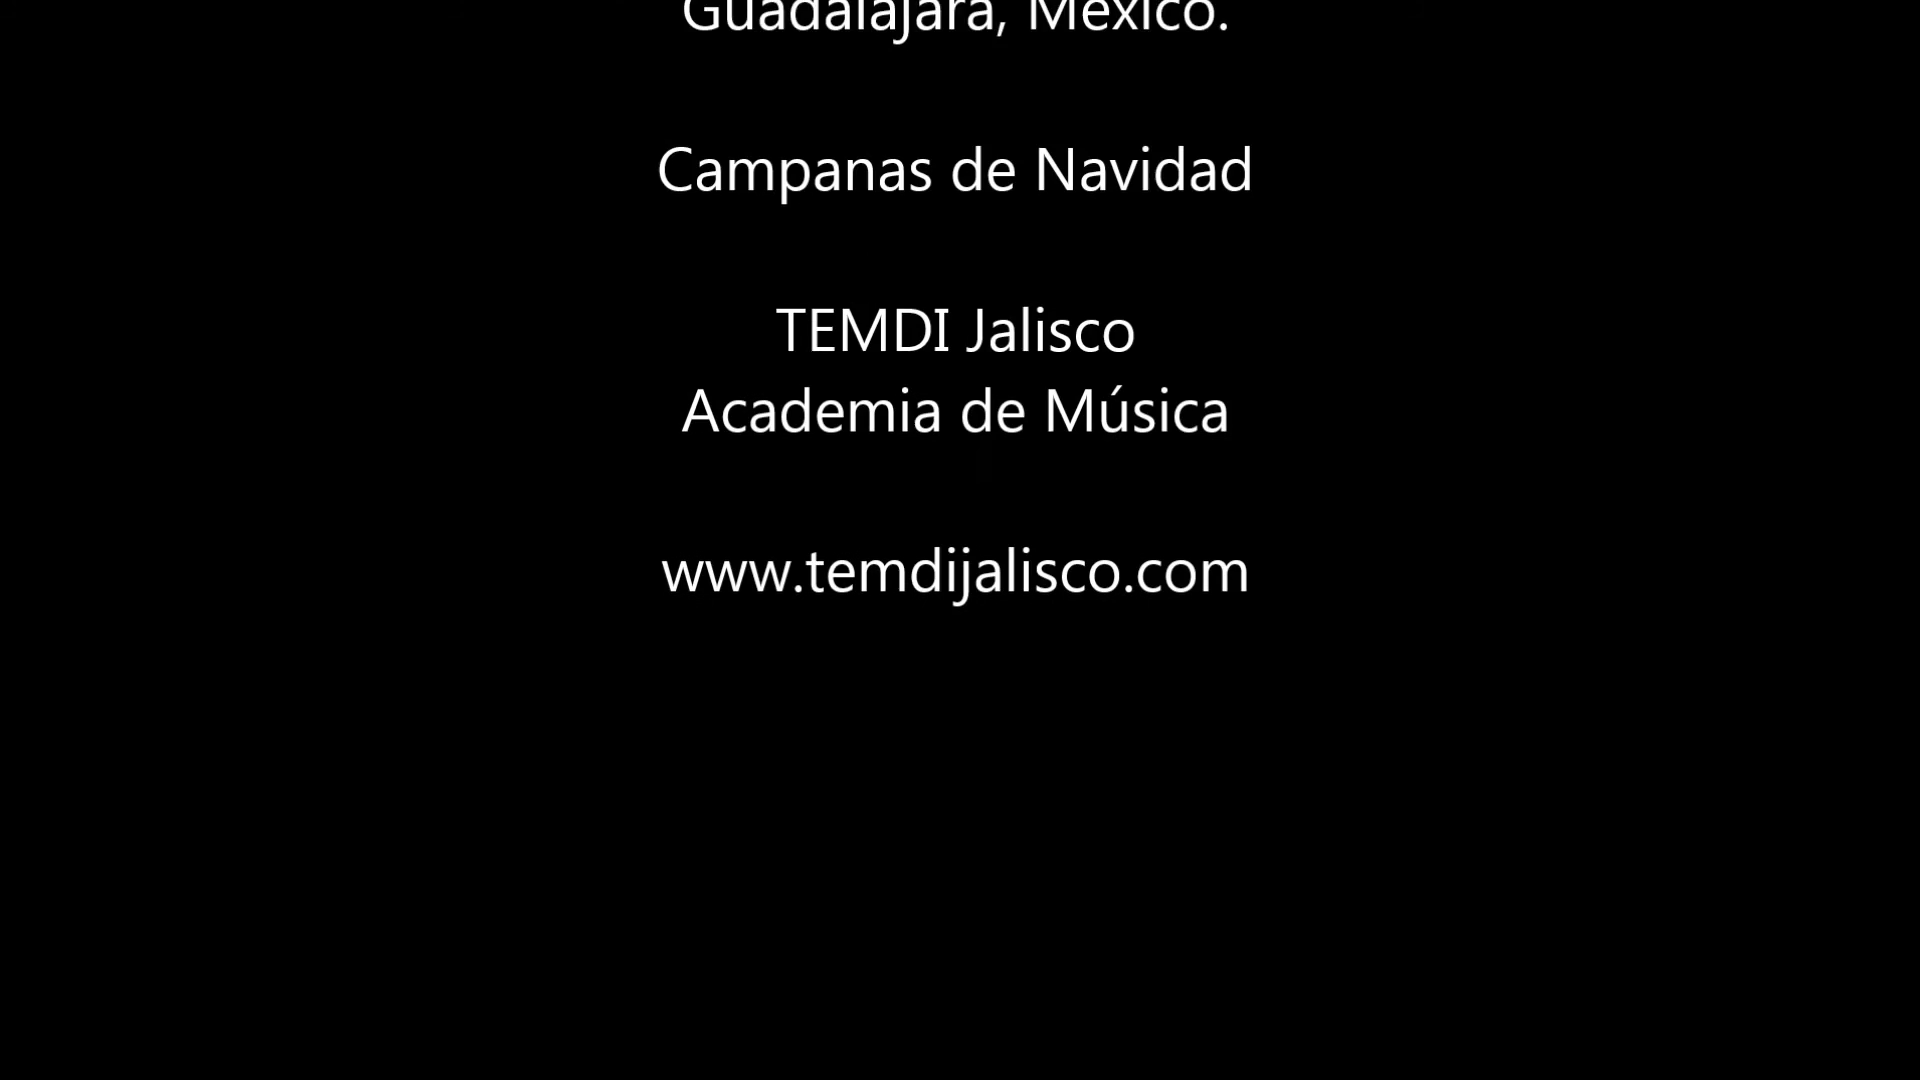 Guadalajara, México.
Campanas de Navidad
TEMDI Jalisco
Academia de Música
www.temdijalisco.com